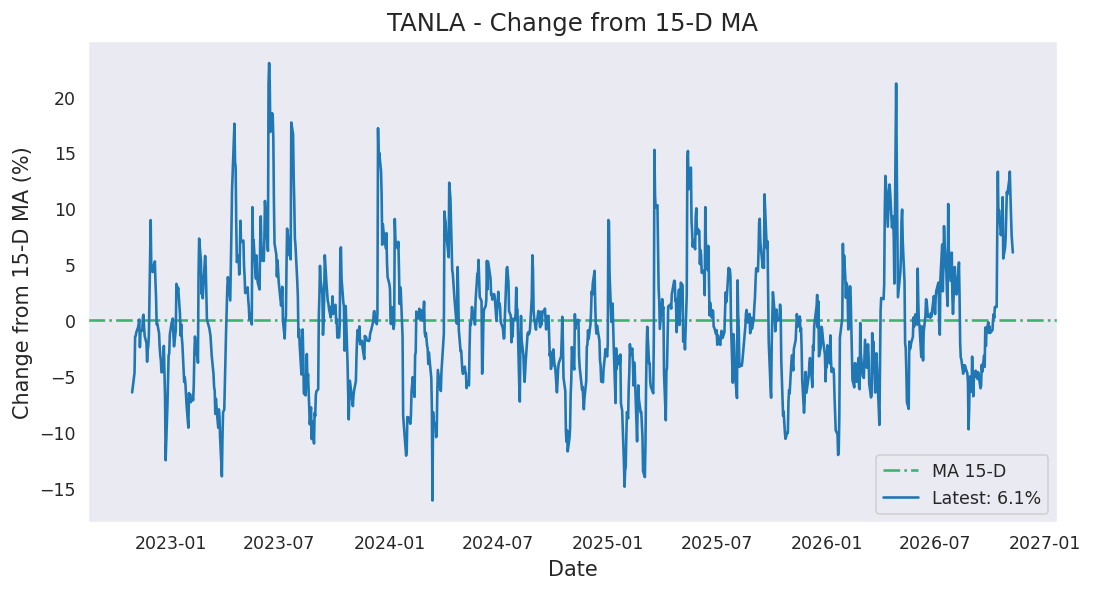 TANLA - Change from 15-D MA
Change from 15-D MA (%)
20
15
10
5
0
−5
−10
−15
MA 15-D
Latest: 6.1%
2023-01 2023-07 2024-01 2024-07 2025-01 2025-07 2026-01 2026-07 2027-01
Date